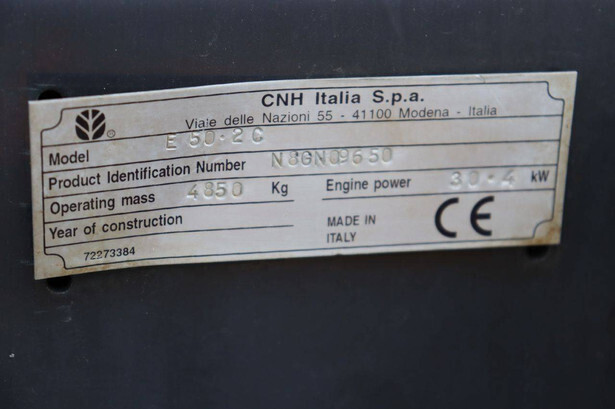 CNH Italia S.p.a.
Viale delle Nazioni 55 - 41100 Modena - Italia
®
Model E 50·2 C
Product Identification Number N8GN09650
Operating mass 4850 Kg Engine power 30·4 kW
Year of construction
MADE IN
ITALY
CE
72273384